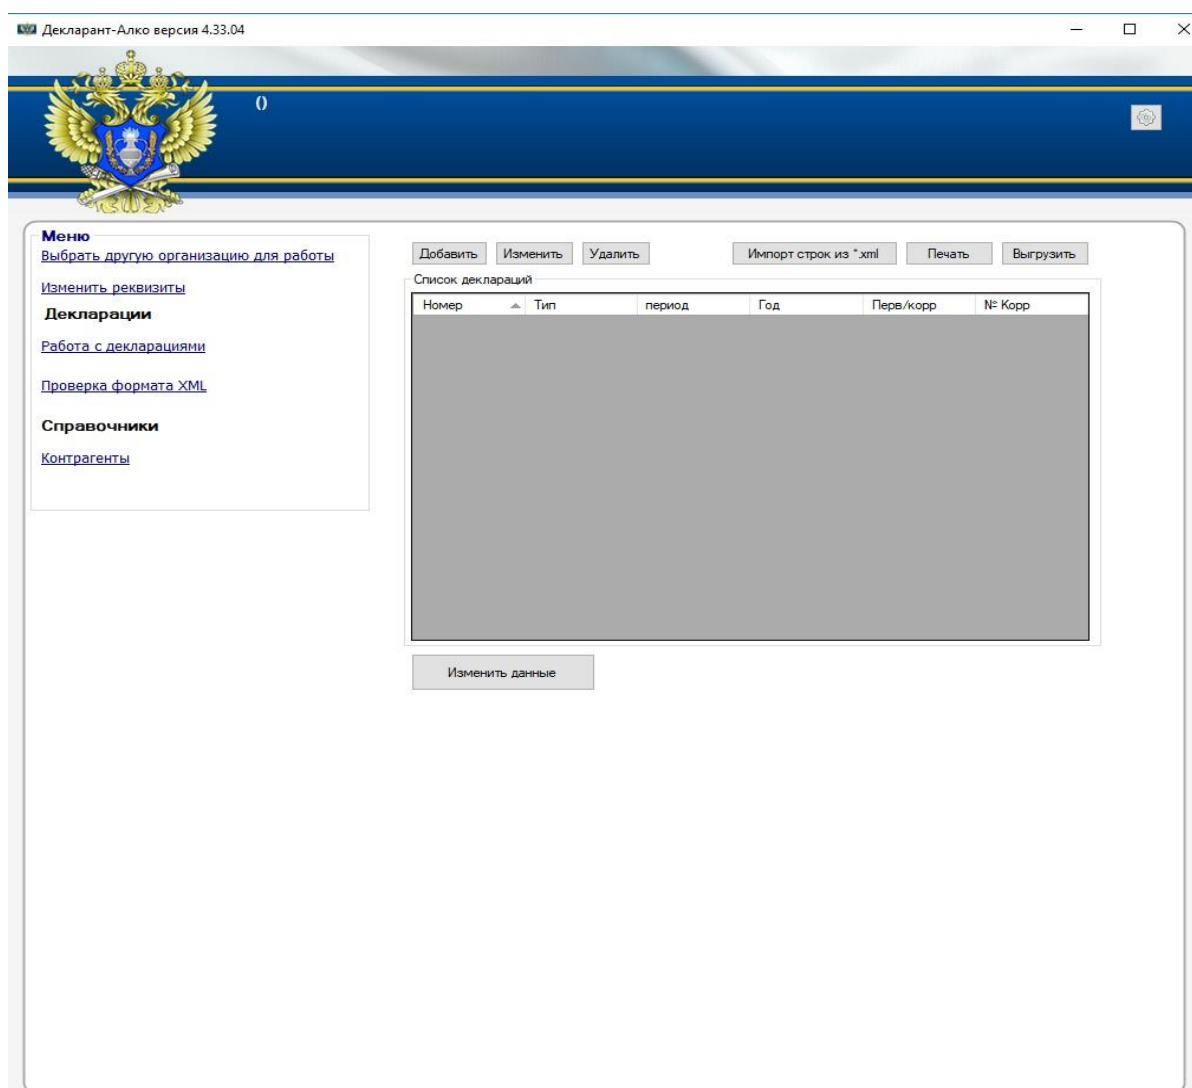 Декларант-Алко версия 4.33.04
()
Меню
Выбрать другую организацию для работы
Изменить реквизиты
Декларации
Работа с декларациями
Проверка формата XML
Справочники
Контрагенты
Добавить Изменить Удалить Импорт строк из *.xml Печать Выгрузить
Список деклараций
Номер Тип период Год Перв/корр № Корр
Изменить данные